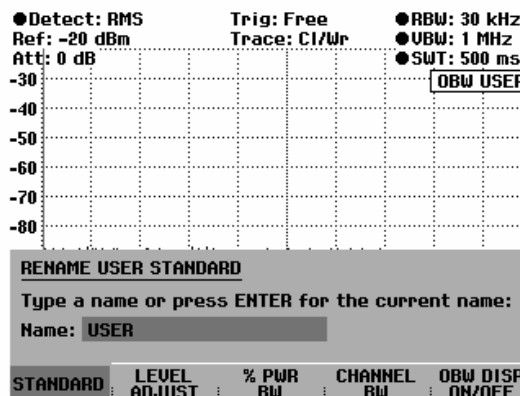 Detect: RMS Trig: Free RBW: 30 kHz
Ref: -20 dBm Trace: Cl/Wr VBW: 1 MHz
Att: 0 dB SWT: 500 ms
OBW USER
-30
-40
-50
-60
-70
-80
RENAME USER STANDARD
Type a name or press ENTER for the current name:
Name: USER
STANDARD LEVEL ADJUST % PWR BW CHANNEL BW OBW DISP ON/OFF